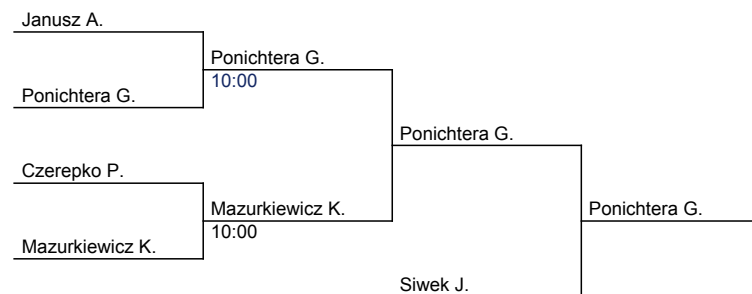 Janusz A.
Ponichtera G.
10:00
Ponichtera G.
Ponichtera G.
Czerepko P.
Mazurkiewicz K.
Ponichtera G.
10:00
Mazurkiewicz K.
Siwek J.